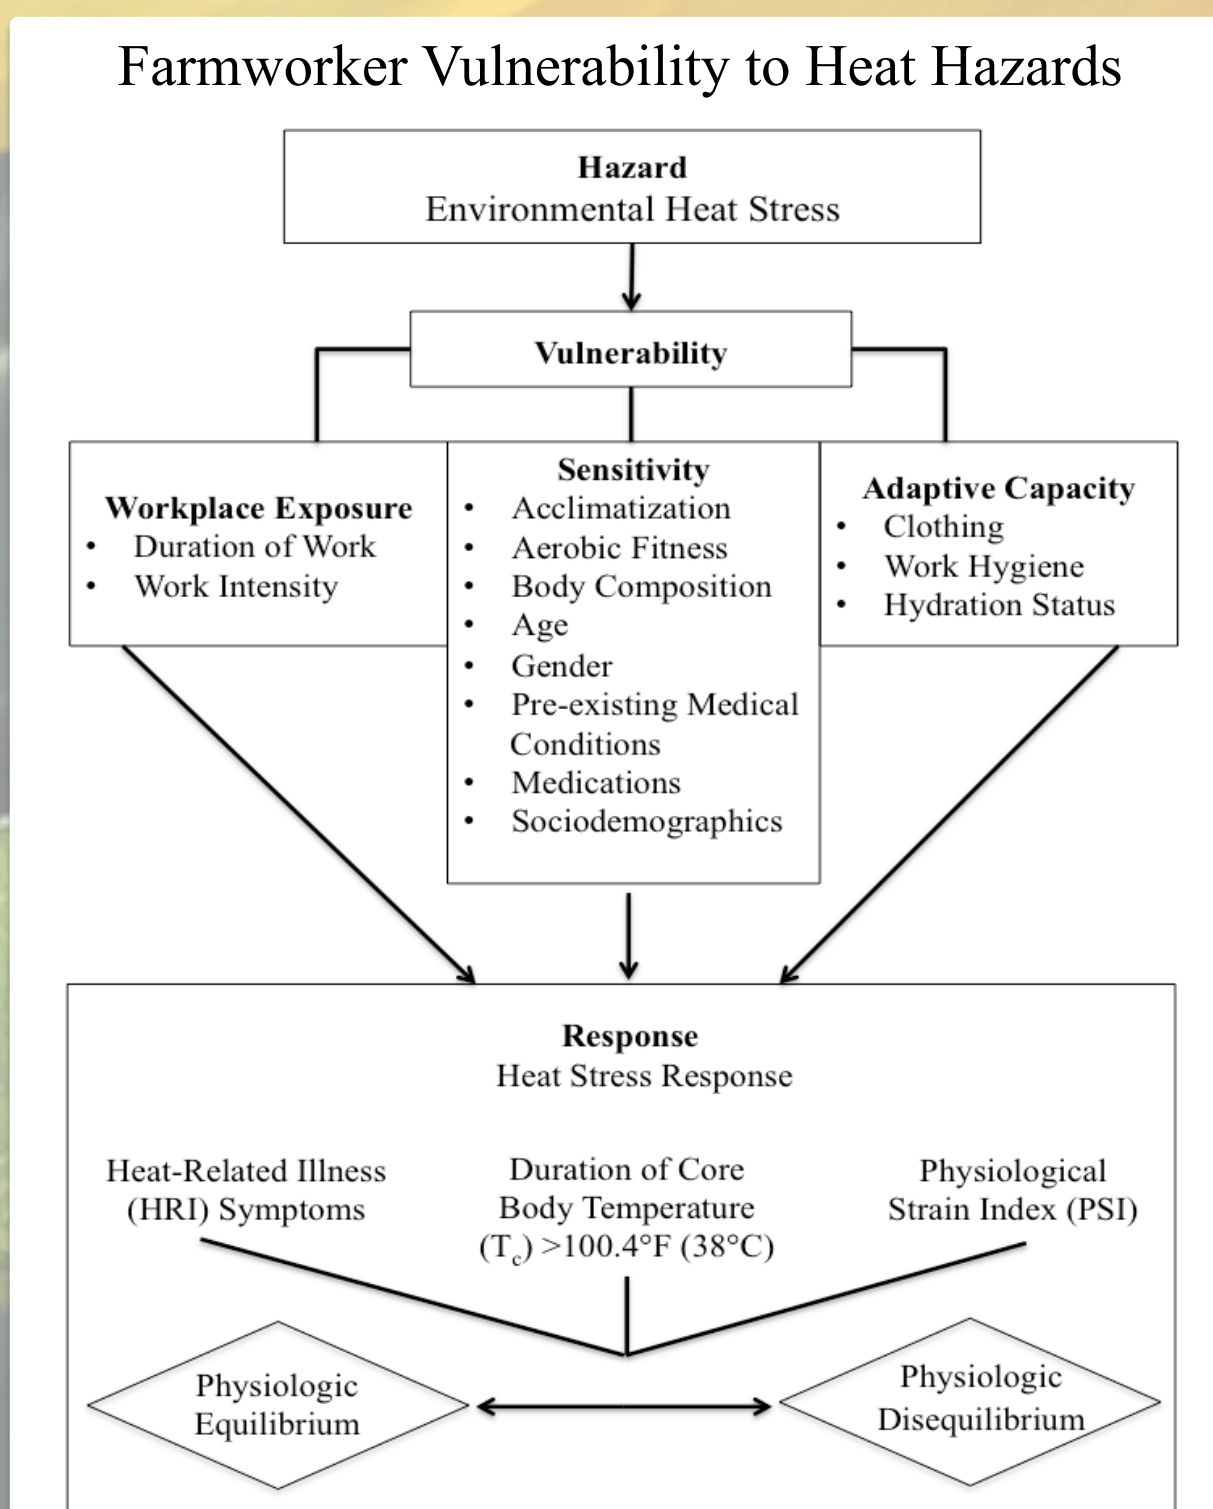 Farmworker Vulnerability to Heat Hazards
Hazard
Environmental Heat Stress
Vulnerability
Workplace Exposure
• Duration of Work
• Work Intensity
Sensitivity
• Acclimatization
• Aerobic Fitness
• Body Composition
• Age
• Gender
• Pre-existing Medical
Conditions
• Medications
• Sociodemographics
Adaptive Capacity
• Clothing
• Work Hygiene
• Hydration Status
Response
Heat Stress Response
Heat-Related Illness
(HRI) Symptoms
Duration of Core
Body Temperature
(Tc) >100.4°F (38°C)
Physiological
Strain Index (PSI)
Physiologic
Equilibrium
Physiologic
Disequilibrium